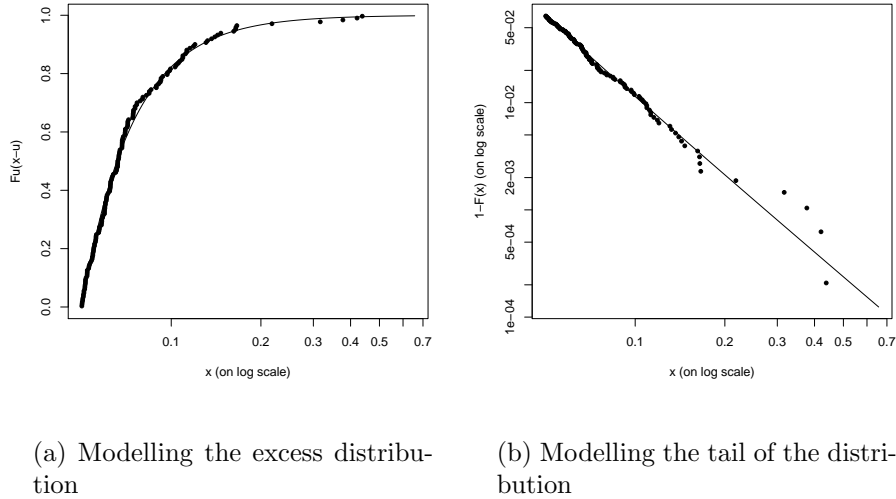 1.0
0.8
0.6
0.4
0.2
0.0
Fu(x−u)
0.1 0.2 0.3 0.4 0.5 0.7
x (on log scale)
5e−02
1e−02
2e−03
5e−04
1e−04
1−F(x) (on log scale)
0.1 0.2 0.3 0.4 0.5 0.7
x (on log scale)
(a) Modelling the excess distribu-
tion
(b) Modelling the tail of the distri-
bution